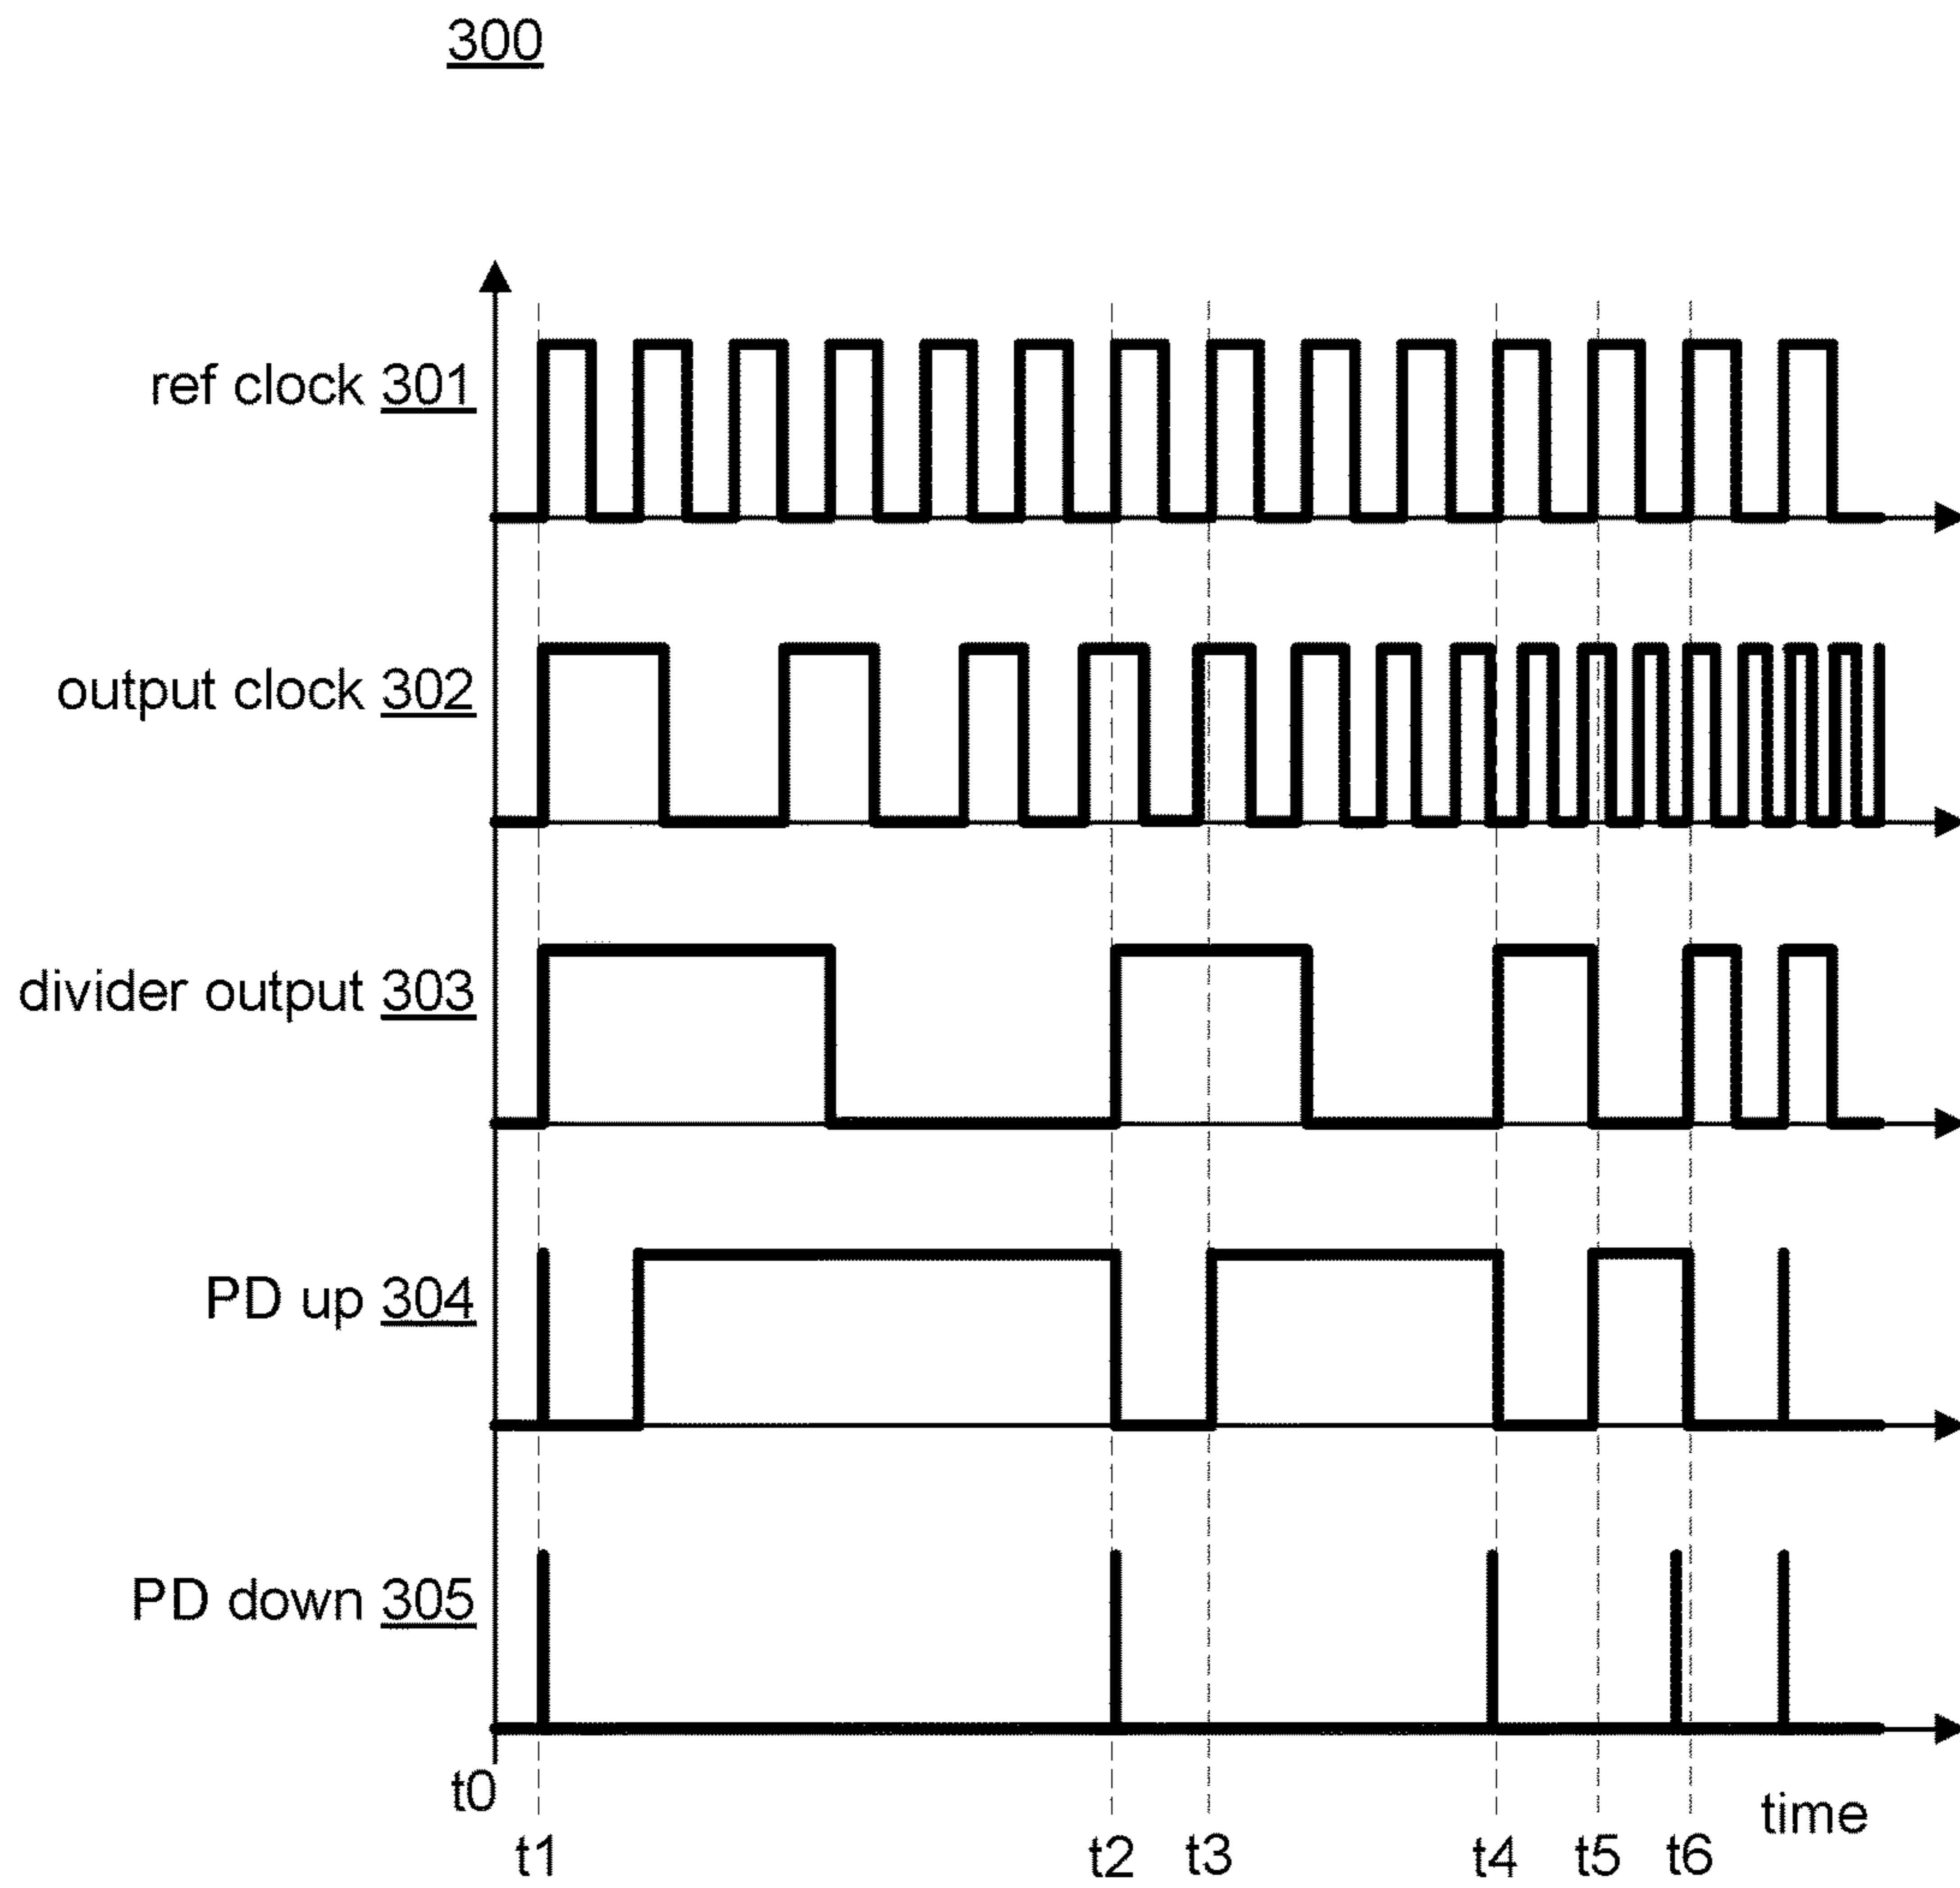 300
ref clock 301
output clock 302
divider output 303
PD up 304
PD down 305
t0
time
t1 t2 t3 t4 t5 t6